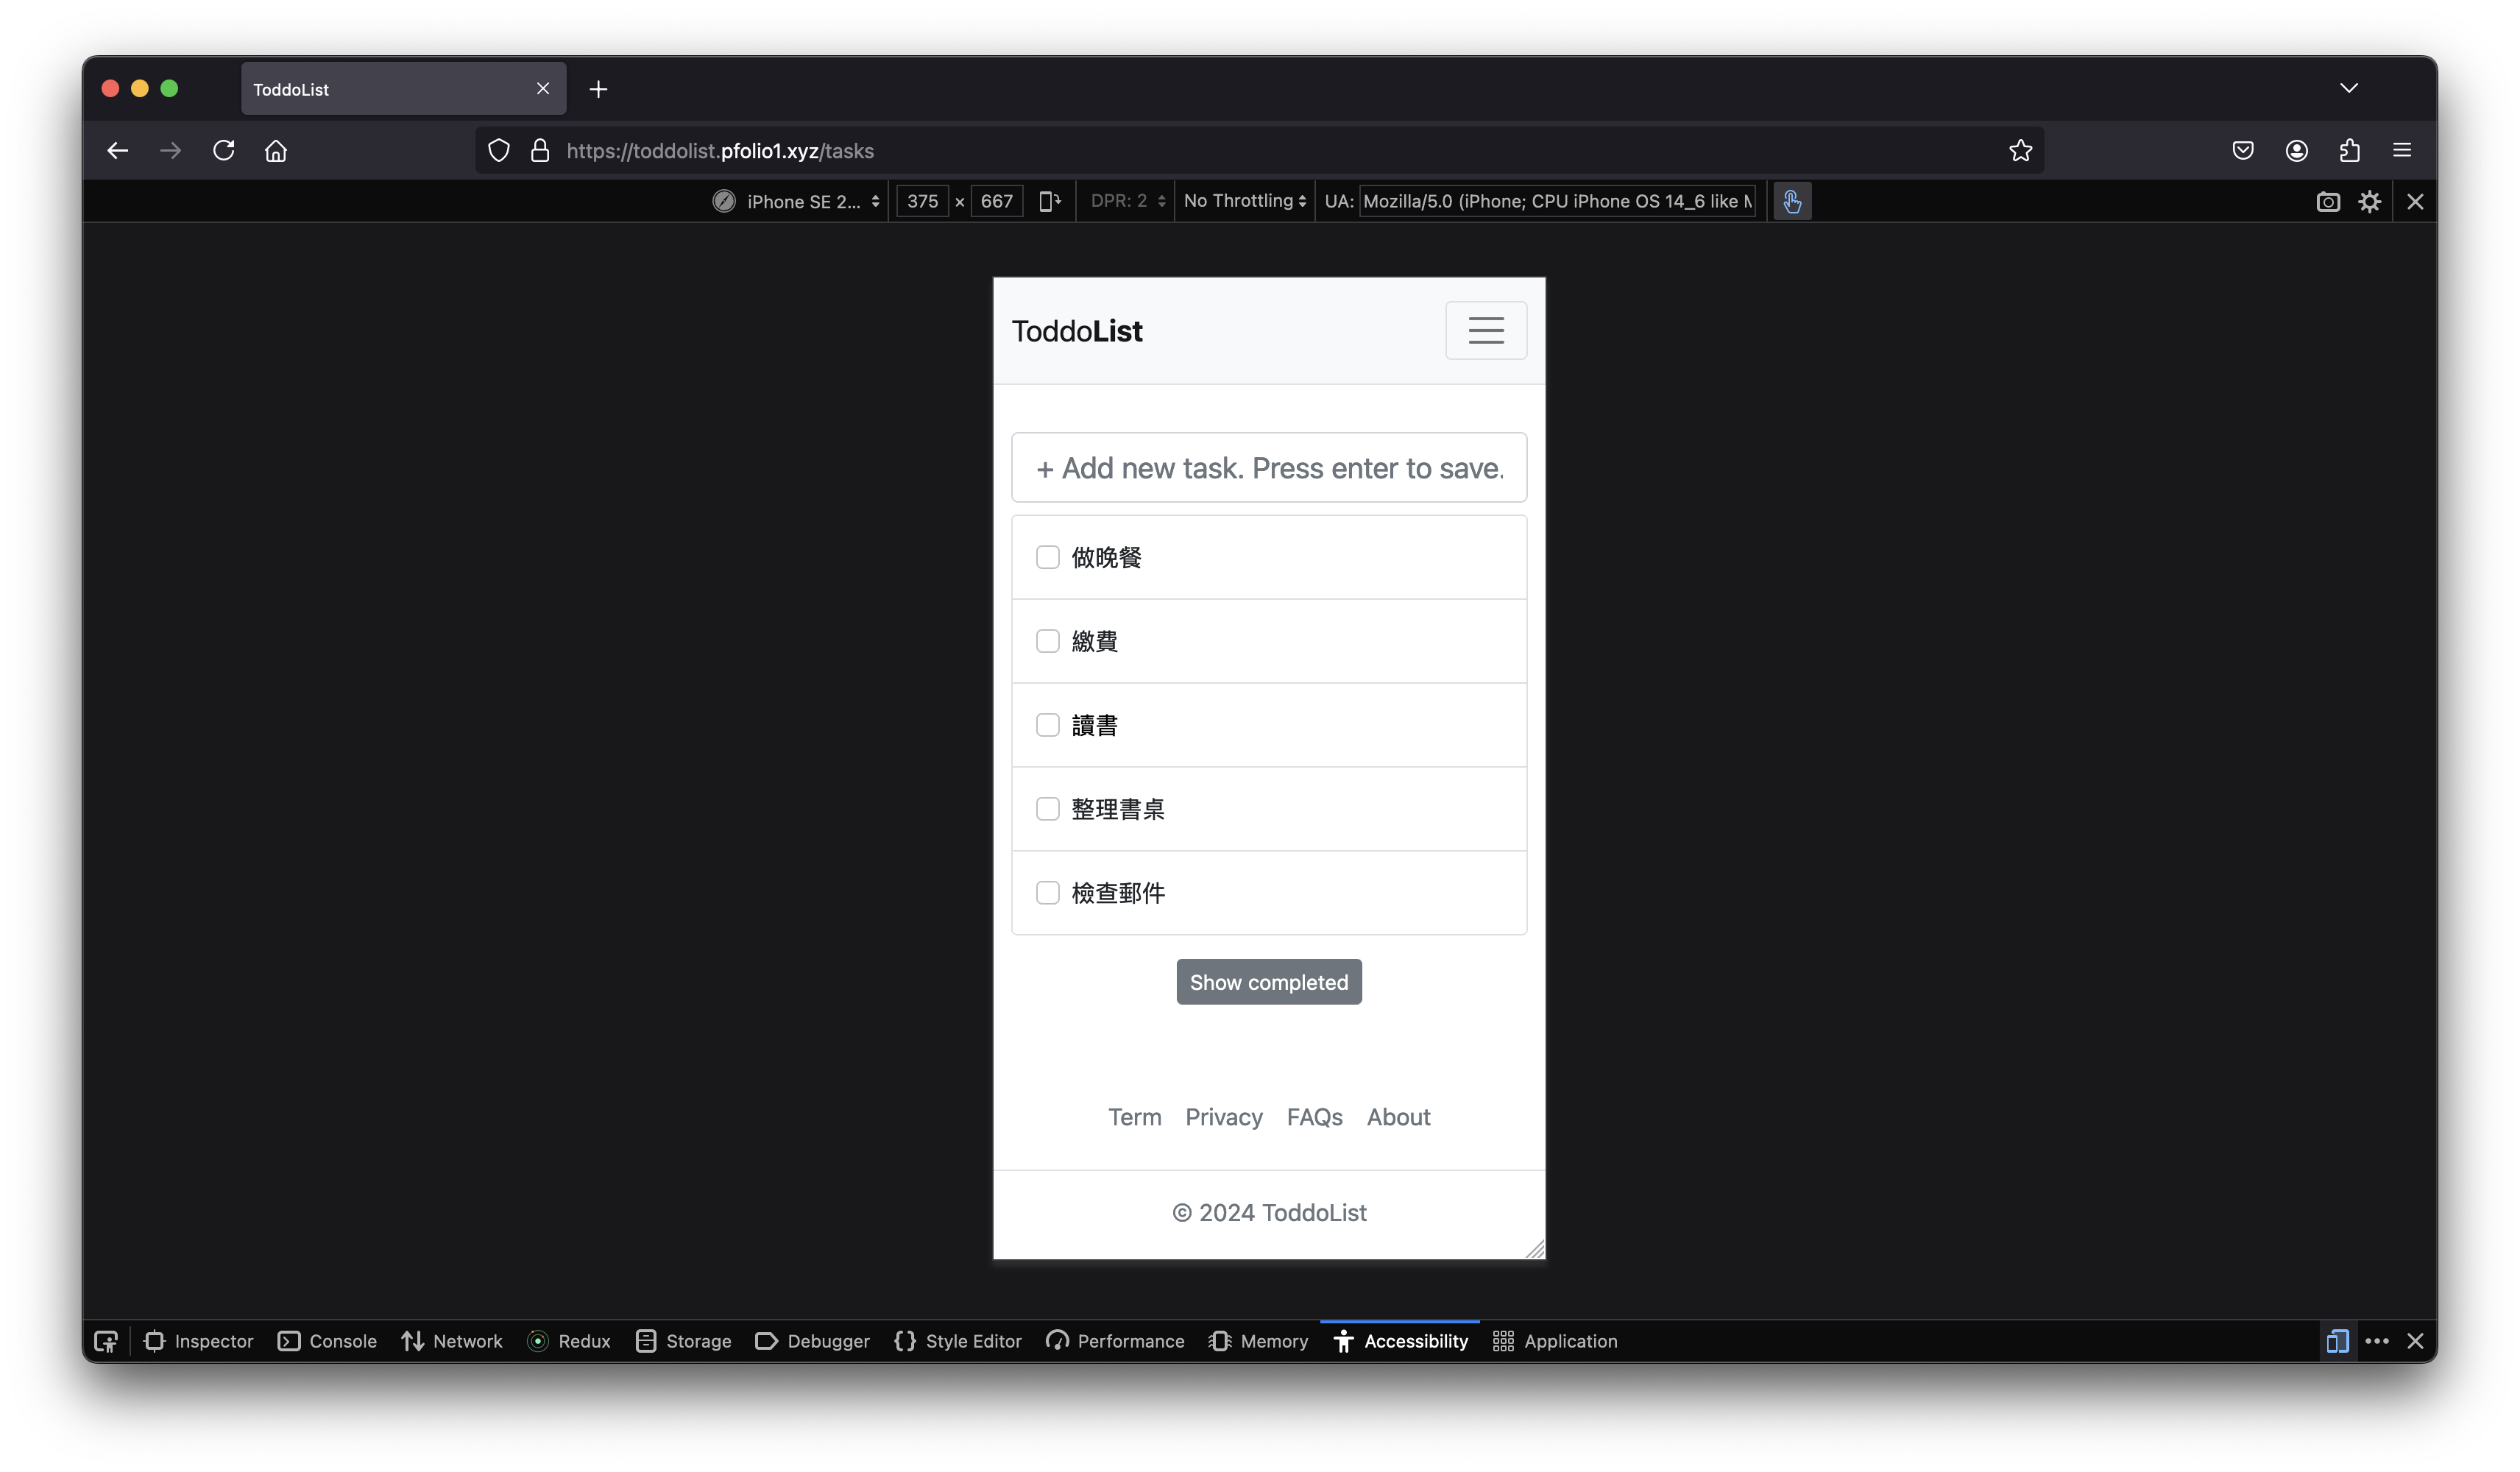 ToddoList
https://toddolist.pfolio1.xyz/tasks
iPhone SE 2... 375 × 667 DPR: 2 No Throttling UA: Mozilla/5.0 (iPhone; CPU iPhone OS 14_6 like
ToddoList
+ Add new task. Press enter to save.
做晚餐
繳費
讀書
整理書桌
檢查郵件
Show completed
Term Privacy FAQs About
© 2024 ToddoList
Inspector Console Network Redux Storage Debugger Style Editor Performance Memory Accessibility Application